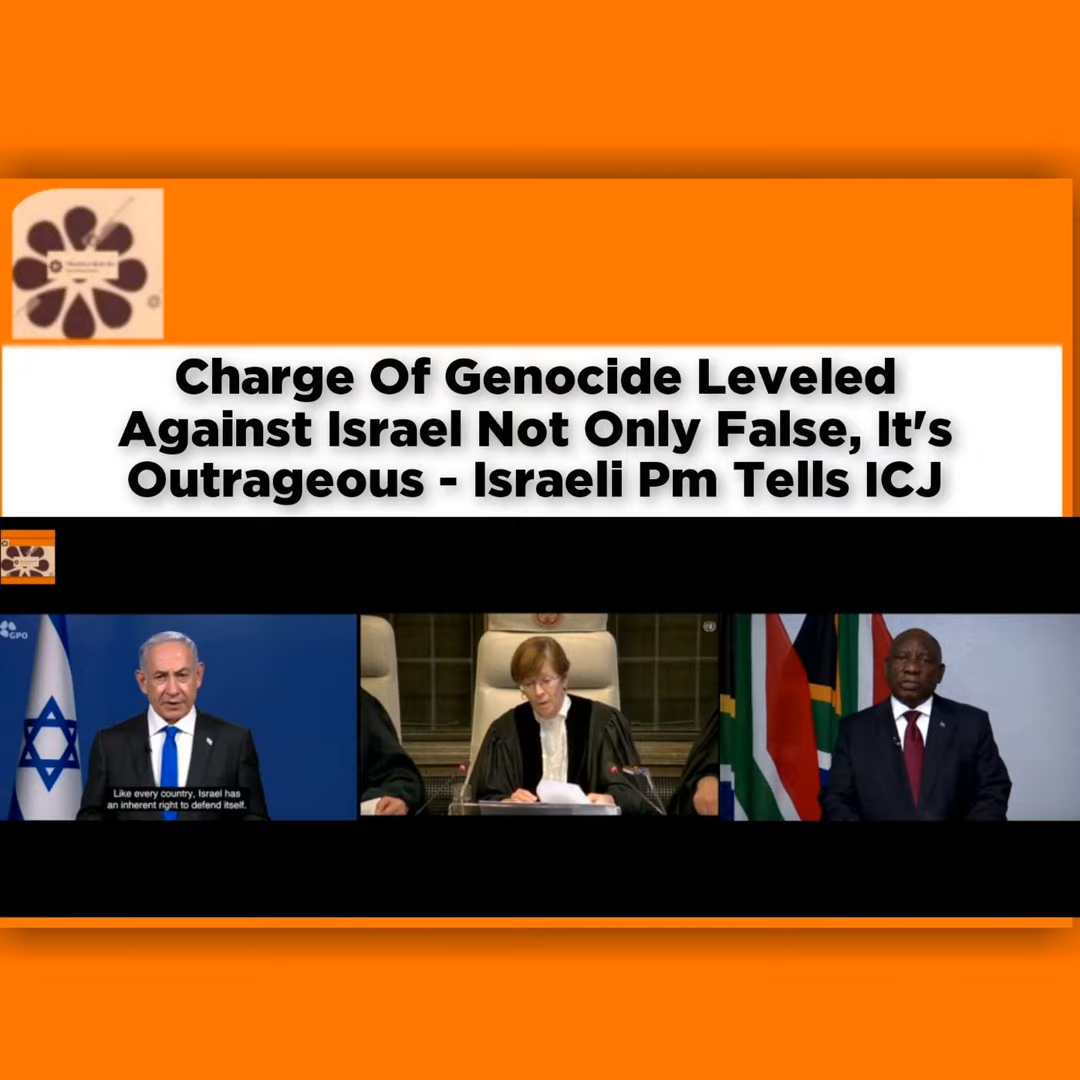 Charge Of Genocide Leveled
Against Israel Not Only False, It's
Outrageous - Israeli Pm Tells ICJ
GPO
Like every country, Israel has
an inherent right to defend itself.